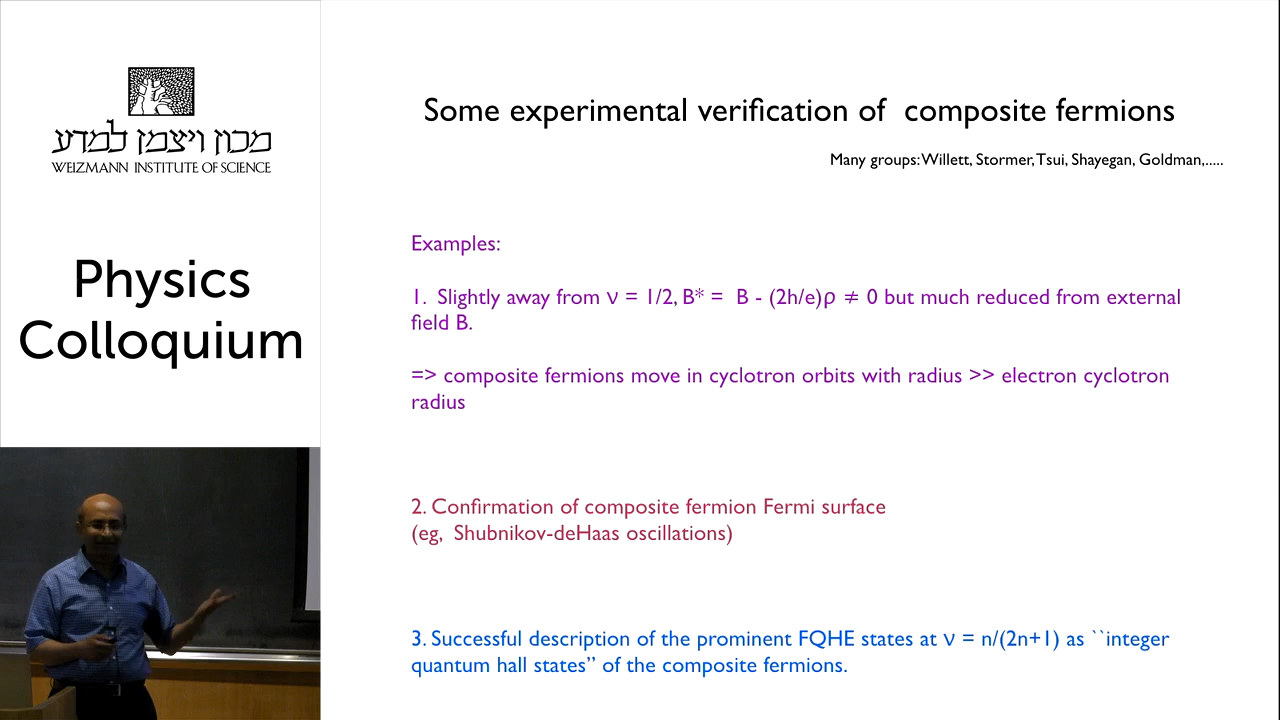 מכון ויצמן למדע
WEIZMANN INSTITUTE OF SCIENCE
Physics
Colloquium
Some experimental verification of composite fermions
Many groups: Willett, Stormer, Tsui, Shayegan, Goldman,.....
Examples:
1. Slightly away from ν = 1/2, B* = B - (2h/e)ρ ≠ 0 but much reduced from external
field B.
=> composite fermions move in cyclotron orbits with radius >> electron cyclotron
radius
2. Confirmation of composite fermion Fermi surface
(eg, Shubnikov-deHaas oscillations)
3. Successful description of the prominent FQHE states at ν = n/(2n+1) as ``integer
quantum hall states” of the composite fermions.